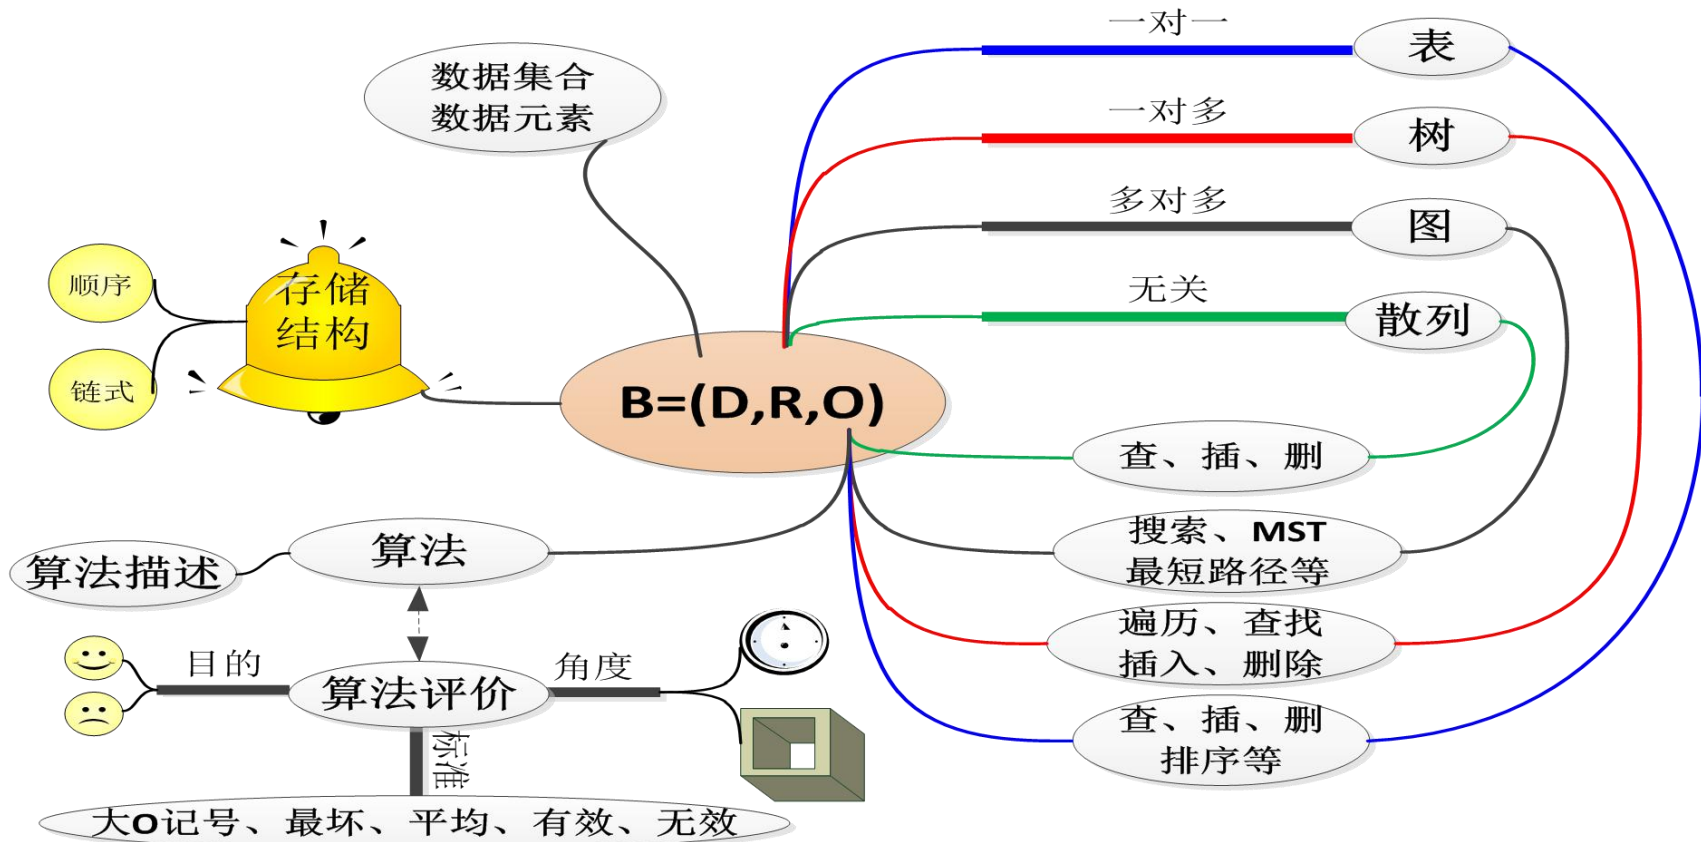 一对一
表
数据集合
数据元素
一对多
树
多对多
图
无关
散列
顺序
链式
存储
结构
B=(D,R,O)
查、插、删
搜索、MST
最短路径等
遍历、查找
插入、删除
查、插、删
排序等
算法
算法描述
目的
算法评价
角度
标准
大O记号、最坏、平均、有效、无效